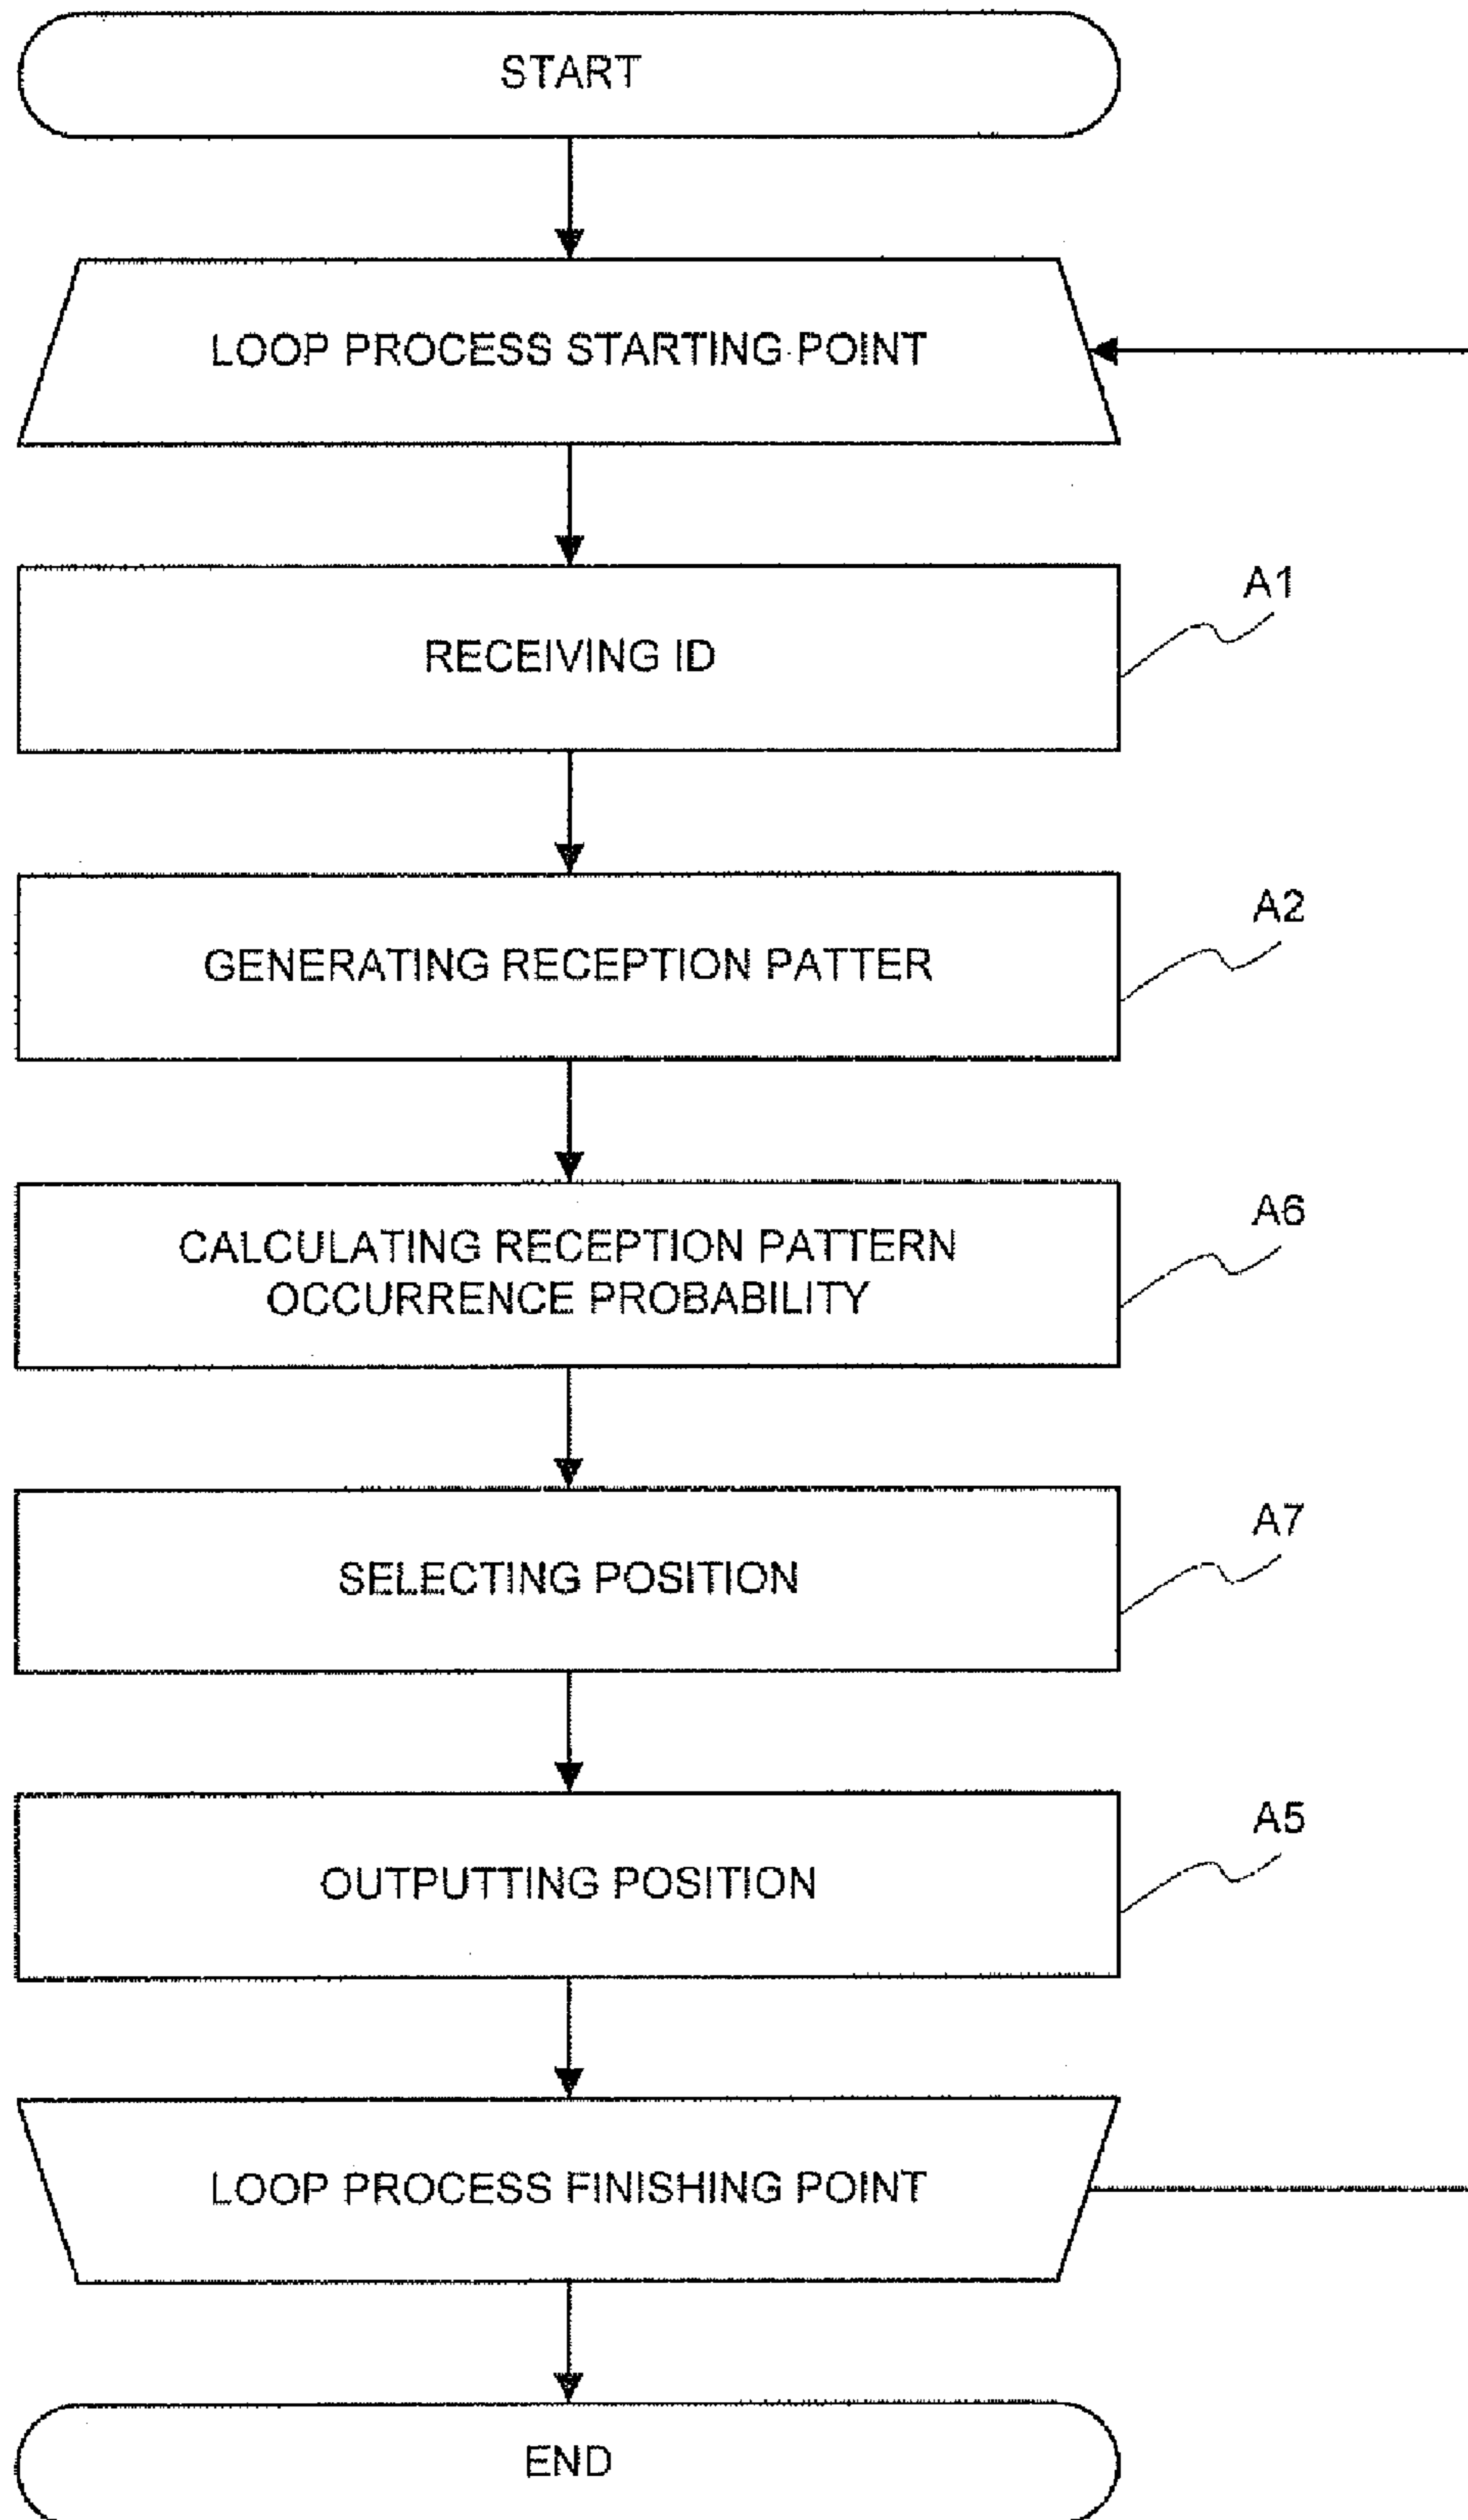 START
LOOP PROCESS STARTING POINT
A1
RECEIVING ID
A2
GENERATING RECEPTION PATTER
A6
CALCULATING RECEPTION PATTERN
OCCURRENCE PROBABILITY
A7
SELECTING POSITION
A5
OUTPUTTING POSITION
LOOP PROCESS FINISHING POINT
END